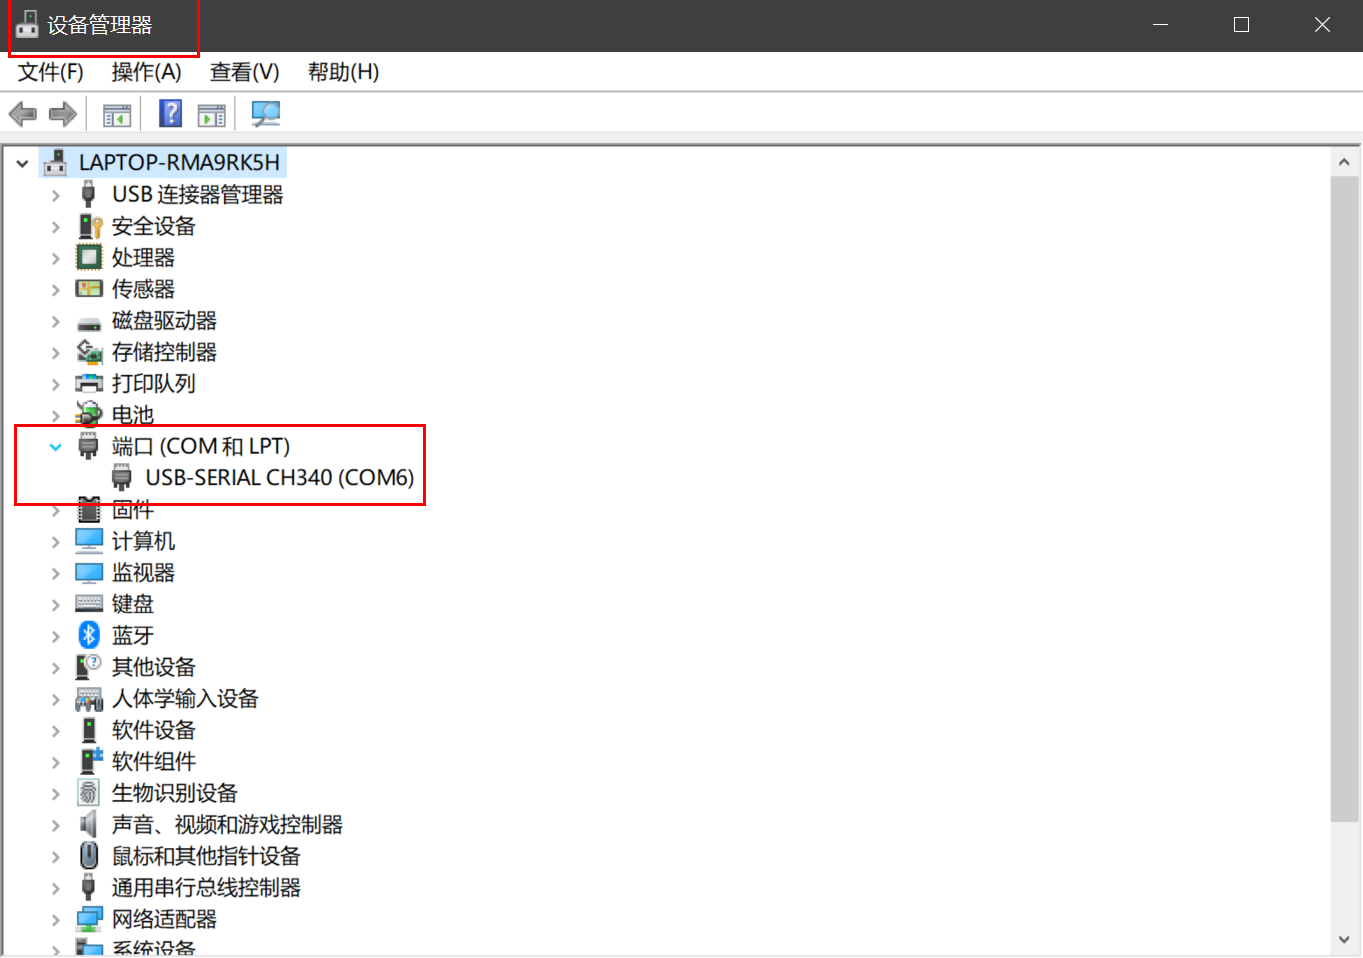 设备管理器
文件(F) 操作(A) 查看(V) 帮助(H)
LAPTOP-RMA9RK5H
USB 连接器管理器
安全设备
处理器
传感器
磁盘驱动器
存储控制器
打印队列
电池
端口 (COM 和 LPT)
USB-SERIAL CH340 (COM6)
固件
计算机
监视器
键盘
蓝牙
其他设备
人体学输入设备
软件设备
软件组件
生物识别设备
声音、视频和游戏控制器
鼠标和其他指针设备
通用串行总线控制器
网络适配器
系统设备